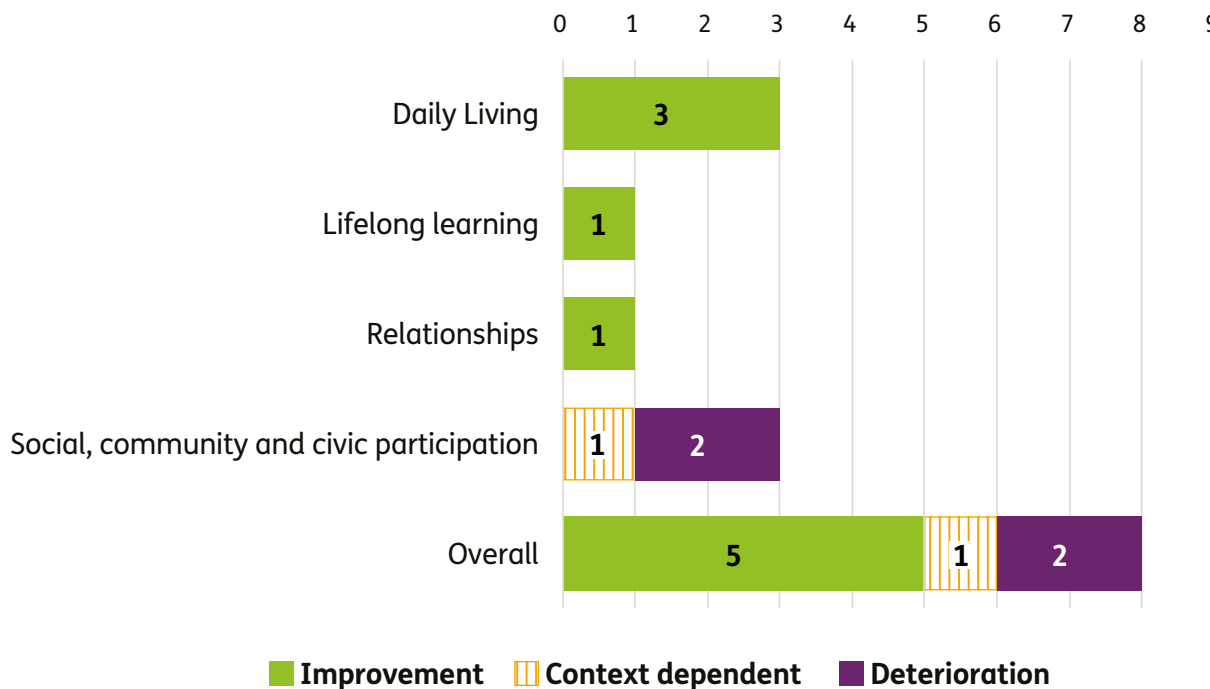 0 1 2 3 4 5 6 7 8 9
Daily Living 3
Lifelong learning 1
Relationships 1
Social, community and civic participation 1 2
Overall 5 1 2
Improvement Context dependent Deterioration